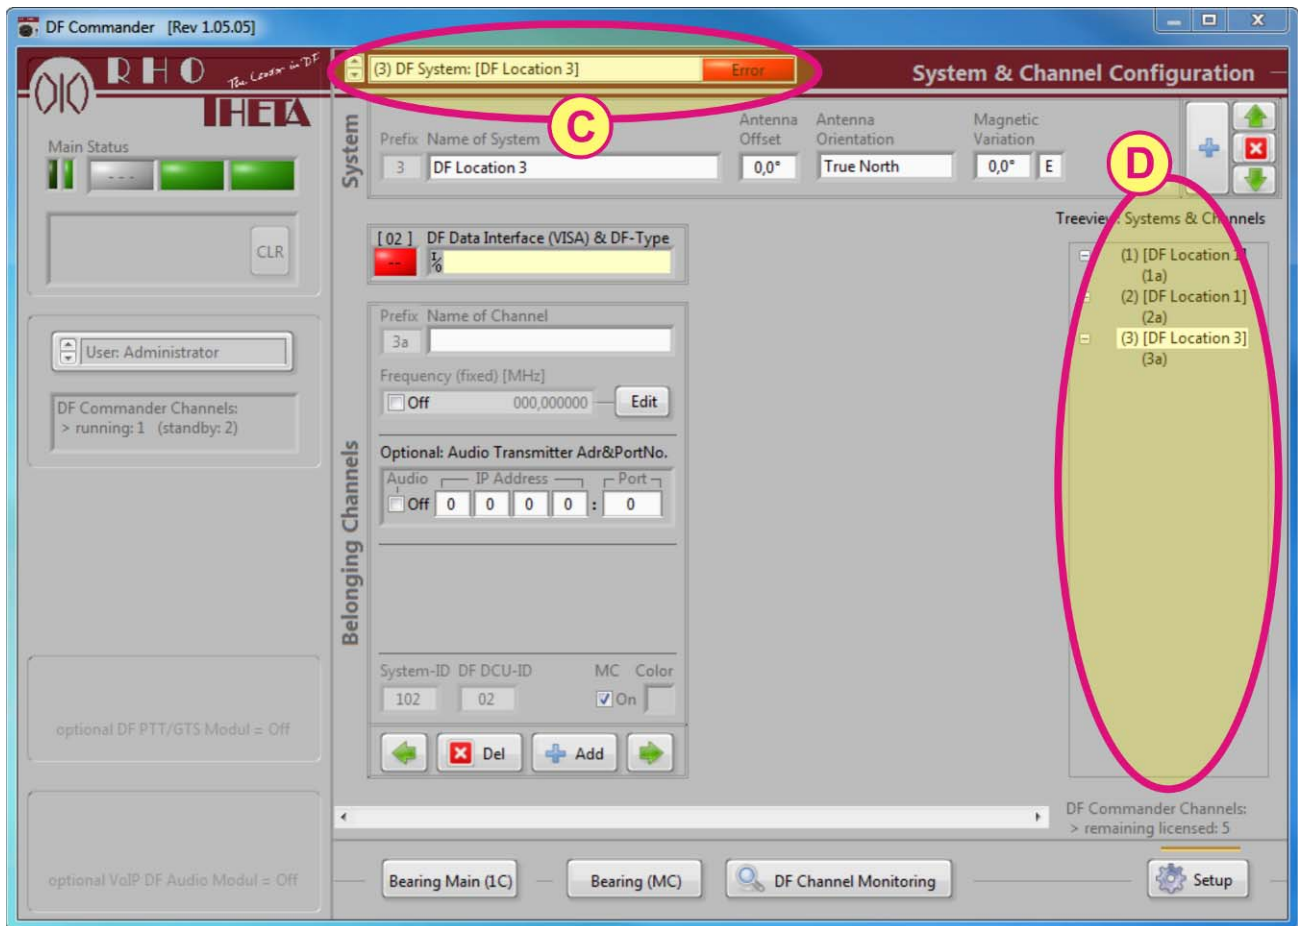 DF Commander [Rev 1.05.05]
RHO
The Leader in DF
THETA
(3) DF System: [DF Location 3] Error
System & Channel Configuration
C
D
Main Status
- - -
CLR
User: Administrator
DF Commander Channels:
> running: 1 (standby: 2)
optional DF PTT/GTS Modul = Off
optional VoIP DF Audio Modul = Off
System
Prefix Name of System
3 DF Location 3
Antenna Offset
0,0°
Antenna Orientation
True North
Magnetic Variation
0,0° E
[ 02 ] DF Data Interface (VISA) & DF-Type
-- I/O
Belonging Channels
Prefix Name of Channel
3a
Frequency (fixed) [MHz]
Off 000,000000 Edit
Optional: Audio Transmitter Adr&PortNo.
Audio IP Address Port
Off 0 0 0 0 : 0
System-ID DF DCU-ID MC Color
102 02 On
Del Add
Treeview: Systems & Channels
(1) [DF Location 1]
(1a)
(2) [DF Location 1]
(2a)
(3) [DF Location 3]
(3a)
DF Commander Channels:
> remaining licensed: 5
Bearing Main (1C) Bearing (MC) DF Channel Monitoring Setup